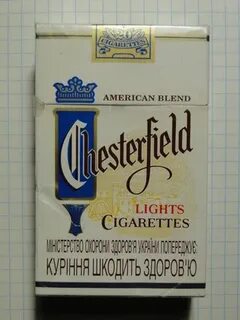 CIGARETTES
AMERICAN BLEND
Chesterfield
LIGHTS
CIGARETTES
МІНІСТЕРСТВО ОХОРОНИ ЗДОРОВ'Я УКРАЇНИ ПОПЕРЕДЖУЄ:
КУРІННЯ ШКОДИТЬ ЗДОРОВ'Ю